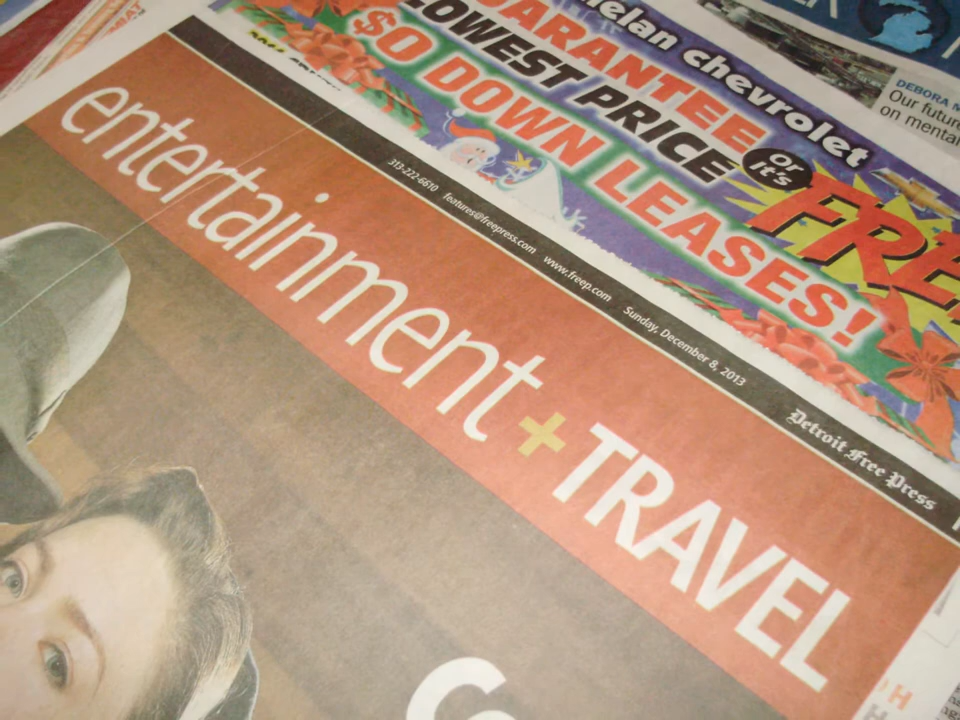 helan chevrolet
GUARANTEE
LOWEST PRICE
or it's
FREE
$0 DOWN LEASES!
DEBORA
Our future
on mental
313-222-6610 features@freepress.com www.freep.com Sunday, December 8, 2013 Detroit Free Press
entertainment + TRAVEL